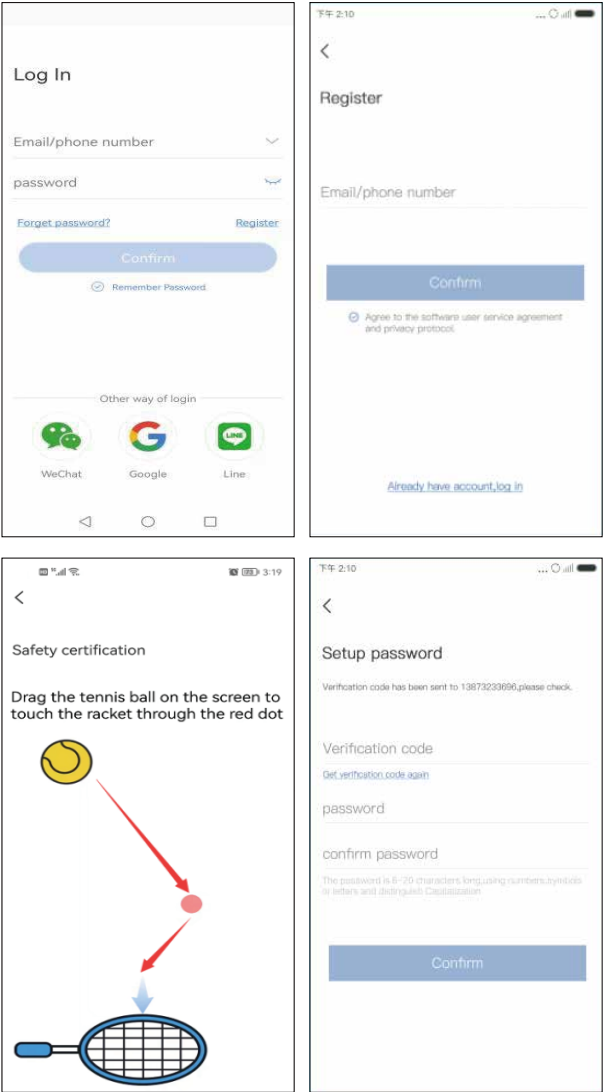 Log In
Email/phone number
password
Forget password? Register
Confirm
Remember Password
Other way of login
LINE
WeChat Google Line
下午 2:10
Register
Email/phone number
Confirm
Agree to the software user service agreement
and privacy protocol.
Already have account,log in
3:19
Safety certification
Drag the tennis ball on the screen to
touch the racket through the red dot
下午 2:10
Setup password
Verification code has been sent to 13873233696,please check.
Verification code
Get verification code again
password
confirm password
The password is 6-20 characters long,using numbers,symbols
or letters and distinguish Capitalization
Confirm